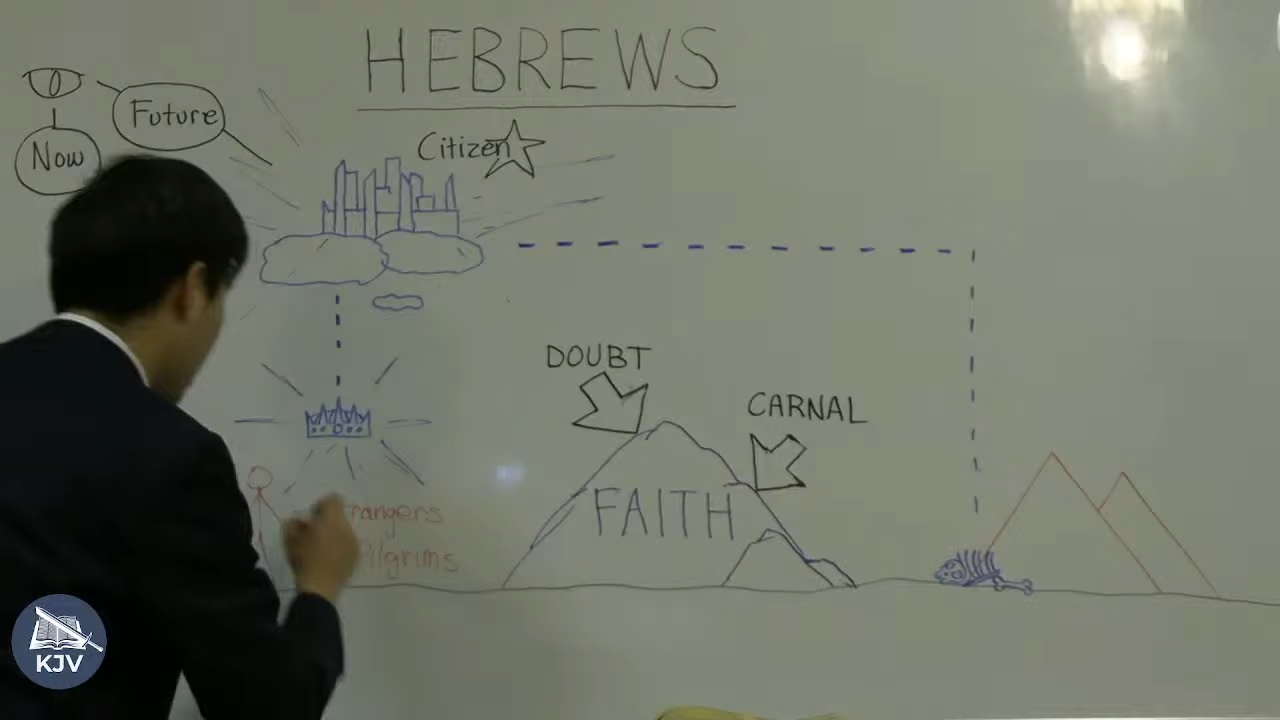 HEBREWS
Future
Now
Citizen
DOUBT
CARNAL
FAITH
KJV